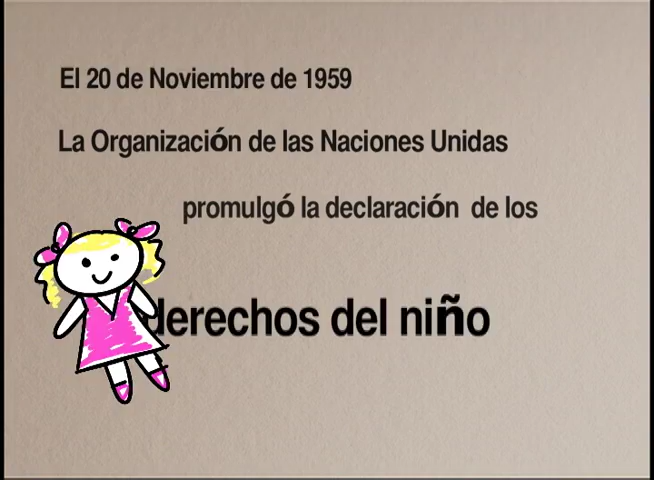 El 20 de Noviembre de 1959
La Organización de las Naciones Unidas
promulgó la declaración de los
derechos del niño